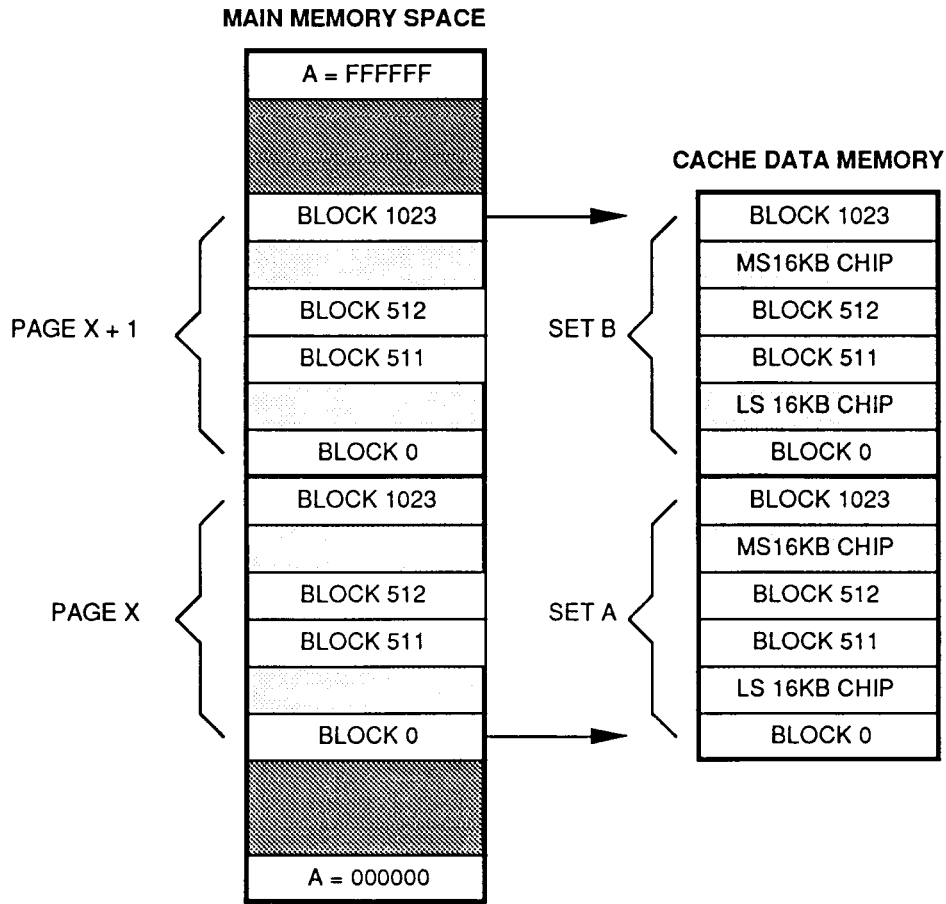 MAIN MEMORY SPACE
A = FFFFFF
BLOCK 1023
BLOCK 512
BLOCK 511
BLOCK 0
BLOCK 1023
BLOCK 512
BLOCK 511
BLOCK 0
A = 000000
PAGE X + 1
PAGE X
CACHE DATA MEMORY
BLOCK 1023
MS16KB CHIP
BLOCK 512
BLOCK 511
LS 16KB CHIP
BLOCK 0
BLOCK 1023
MS16KB CHIP
BLOCK 512
BLOCK 511
LS 16KB CHIP
BLOCK 0
SET B
SET A